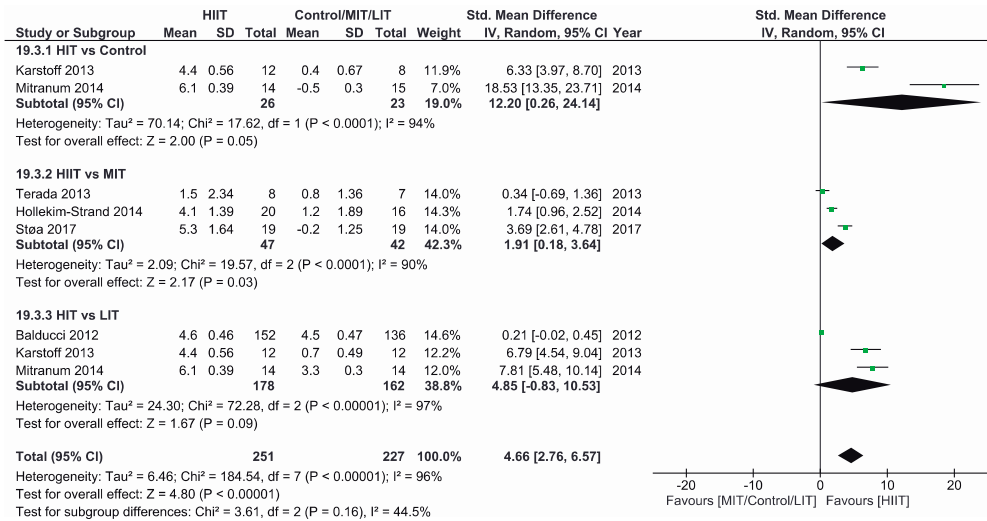 HIIT Control/MIT/LIT Std. Mean Difference Std. Mean Difference
Study or Subgroup Mean SD Total Mean SD Total Weight IV, Random, 95% CI Year IV, Random, 95% CI
19.3.1 HIT vs Control
Karstoff 2013 4.4 0.56 12 0.4 0.67 8 11.9% 6.33 [3.97, 8.70] 2013
Mitranum 2014 6.1 0.39 14 -0.5 0.3 15 7.0% 18.53 [13.35, 23.71] 2014
Subtotal (95% CI) 26 23 19.0% 12.20 [0.26, 24.14]
Heterogeneity: Tau² = 70.14; Chi² = 17.62, df = 1 (P < 0.0001); I² = 94%
Test for overall effect: Z = 2.00 (P = 0.05)
19.3.2 HIIT vs MIT
Terada 2013 1.5 2.34 8 0.8 1.36 7 14.0% 0.34 [-0.69, 1.36] 2013
Hollekim-Strand 2014 4.1 1.39 20 1.2 1.89 16 14.3% 1.74 [0.96, 2.52] 2014
Støa 2017 5.3 1.64 19 -0.2 1.25 19 14.0% 3.69 [2.61, 4.78] 2017
Subtotal (95% CI) 47 42 42.3% 1.91 [0.18, 3.64]
Heterogeneity: Tau² = 2.09; Chi² = 19.57, df = 2 (P < 0.0001); I² = 90%
Test for overall effect: Z = 2.17 (P = 0.03)
19.3.3 HIT vs LIT
Balducci 2012 4.6 0.46 152 4.5 0.47 136 14.6% 0.21 [-0.02, 0.45] 2012
Karstoff 2013 4.4 0.56 12 0.7 0.49 12 12.2% 6.79 [4.54, 9.04] 2013
Mitranum 2014 6.1 0.39 14 3.3 0.3 14 12.0% 7.81 [5.48, 10.14] 2014
Subtotal (95% CI) 178 162 38.8% 4.85 [-0.83, 10.53]
Heterogeneity: Tau² = 24.30; Chi² = 72.28, df = 2 (P < 0.00001); I² = 97%
Test for overall effect: Z = 1.67 (P = 0.09)
Total (95% CI) 251 227 100.0% 4.66 [2.76, 6.57]
Heterogeneity: Tau² = 6.46; Chi² = 184.54, df = 7 (P < 0.00001); I² = 96%
Test for overall effect: Z = 4.80 (P < 0.00001)
Test for subgroup differences: Chi² = 3.61, df = 2 (P = 0.16), I² = 44.5%
-20 -10 0 10 20
Favours [MIT/Control/LIT] Favours [HIIT]